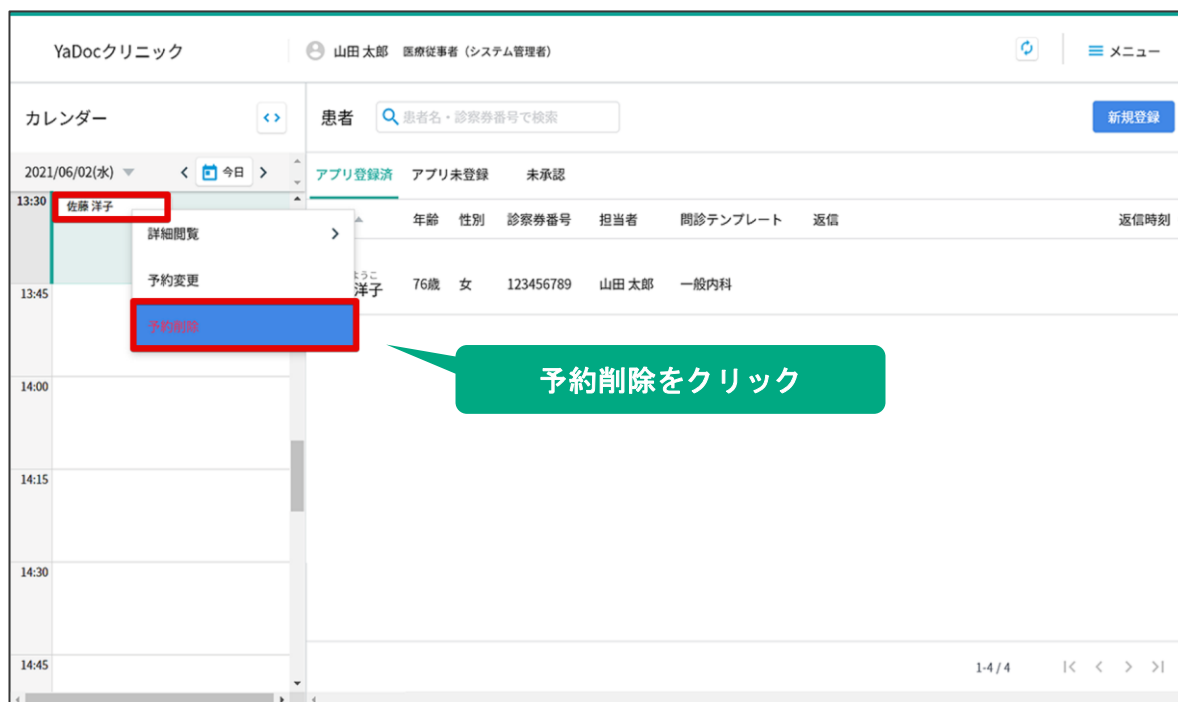 YaDocクリニック
山田 太郎 医療従事者（システム管理者）
メニュー
カレンダー
患者
患者名・診察券番号で検索
新規登録
2021/06/02(水)
今日
アプリ登録済 アプリ未登録 未承認
13:30
佐藤 洋子
年齢 性別 診察券番号 担当者 問診テンプレート 返信 返信時刻
詳細閲覧
ようこ
洋子 76歳 女 123456789 山田 太郎 一般内科
予約変更
13:45
予約削除
予約削除をクリック
14:00
14:15
14:30
14:45
1-4 / 4